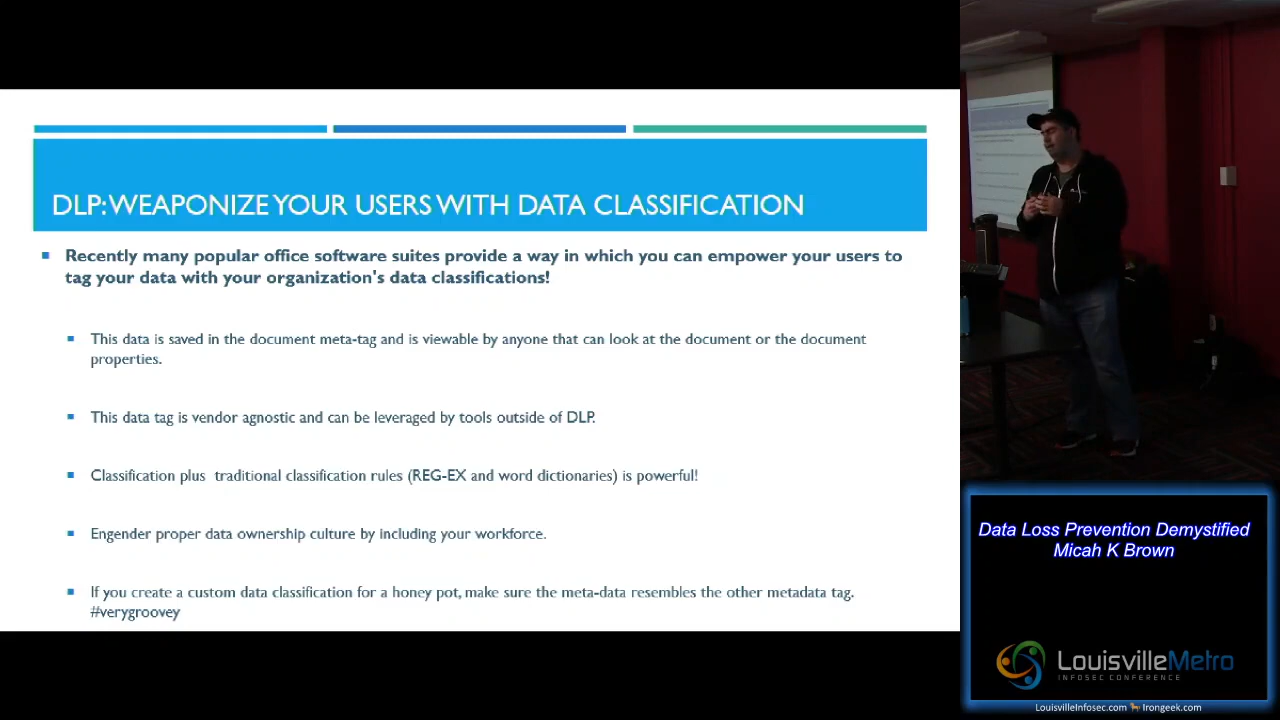 DLP: WEAPONIZE YOUR USERS WITH DATA CLASSIFICATION
Recently many popular office software suites provide a way in which you can empower your users to
tag your data with your organization's data classifications!
This data is saved in the document meta-tag and is viewable by anyone that can look at the document or the document
properties.
This data tag is vendor agnostic and can be leveraged by tools outside of DLP.
Classification plus  traditional classification rules (REG-EX and word dictionaries) is powerful!
Engender proper data ownership culture by including your workforce.
If you create a custom data classification for a honey pot, make sure the meta-data resembles the other metadata tag.
#verygroovey
Data Loss Prevention Demystified
Micah K Brown
LouisvilleMetro
INFOSEC CONFERENCE
LouisvilleInfosec.com Irongeek.com